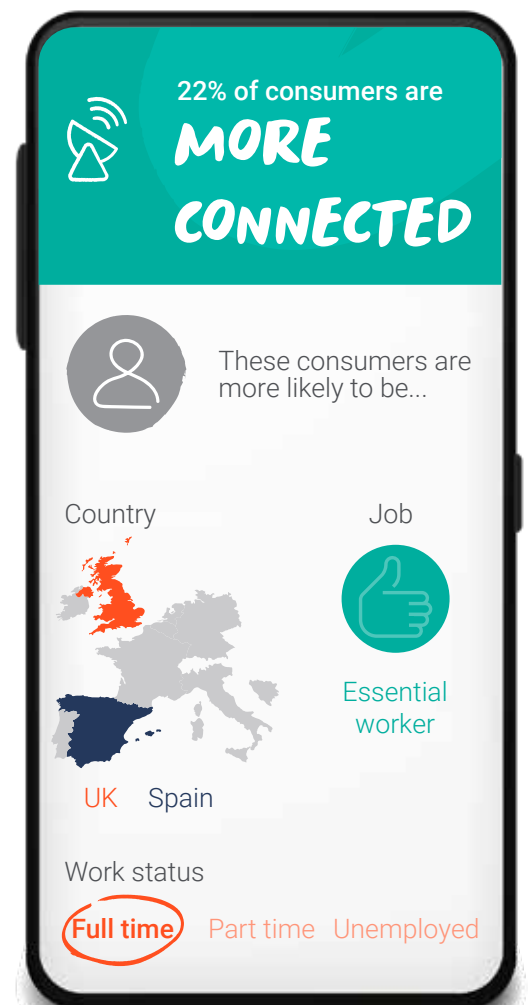 22% of consumers are
MORE
CONNECTED
These consumers are
more likely to be...
Country
Job
Essential
worker
UK Spain
Work status
Full time Part time Unemployed